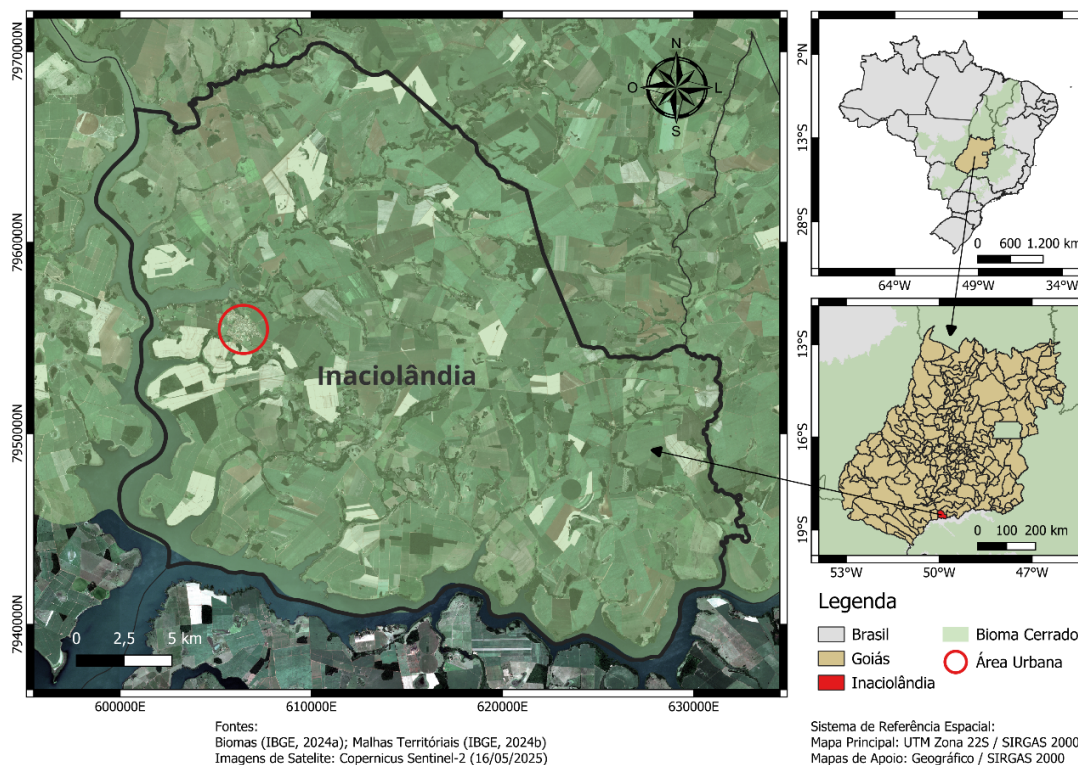 7970000N
7960000N
7950000N
7940000N
N
O
L
S
Inaciolândia
0 2,5 5 km
600000E
610000E
620000E
630000E
2°N
13°S
28°S
0 600 1.200 km
64°W 49°W 34°W
13°S
16°S
19°S
0 100 200 km
53°W 50°W 47°W
Legenda
Brasil
Goiás
Inaciolândia
Bioma Cerrado
Área Urbana
Fontes:
Biomas (IBGE, 2024a); Malhas Territóriais (IBGE, 2024b)
Imagens de Satelite: Copernicus Sentinel-2 (16/05/2025)
Sistema de Referência Espacial:
Mapa Principal: UTM Zona 22S / SIRGAS 2000
Mapas de Apoio: Geográfico / SIRGAS 2000